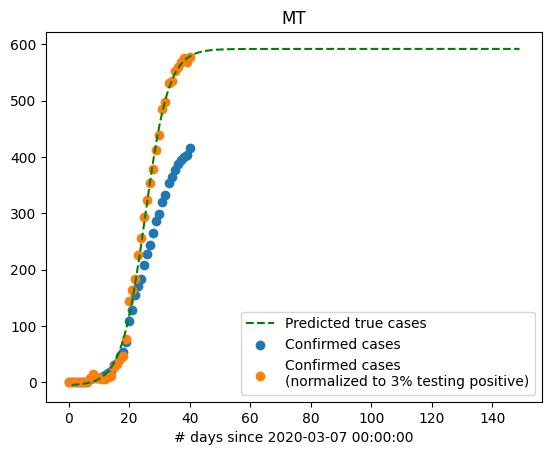 MT
600
500
400
300
200
100
0
0 20 40 60 80 100 120 140
# days since 2020-03-07 00:00:00
Predicted true cases
Confirmed cases
Confirmed cases
(normalized to 3% testing positive)